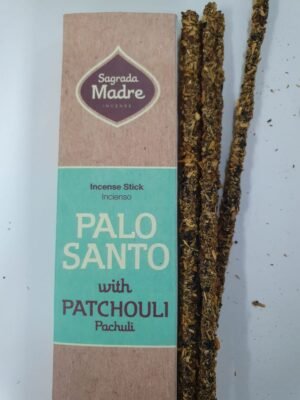 Sagrada
Madre
INCENSE
Incense Stick
Incienso
PALO
SANTO
with
PATCHOULI
Pachuli